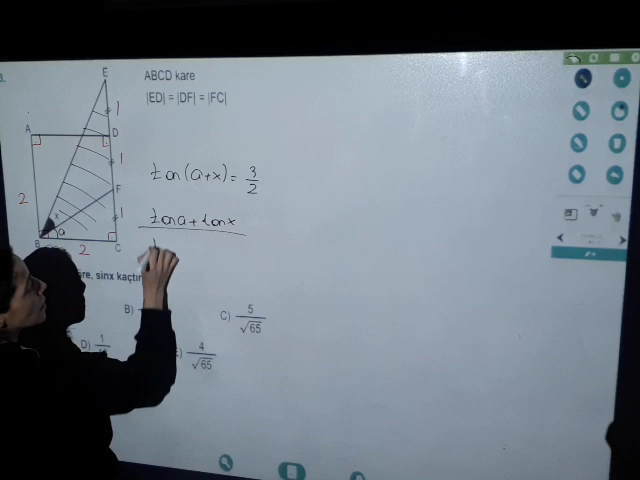 E
ABCD kare
|ED| = |DF| = |FC|
1
A
D
1
tan(a+x) = 3/2
F
2
x
1
tana + tanx
a
B
2
C
re, sinx kaçtır
B)
C) 5/√65
D) 1
4/√65